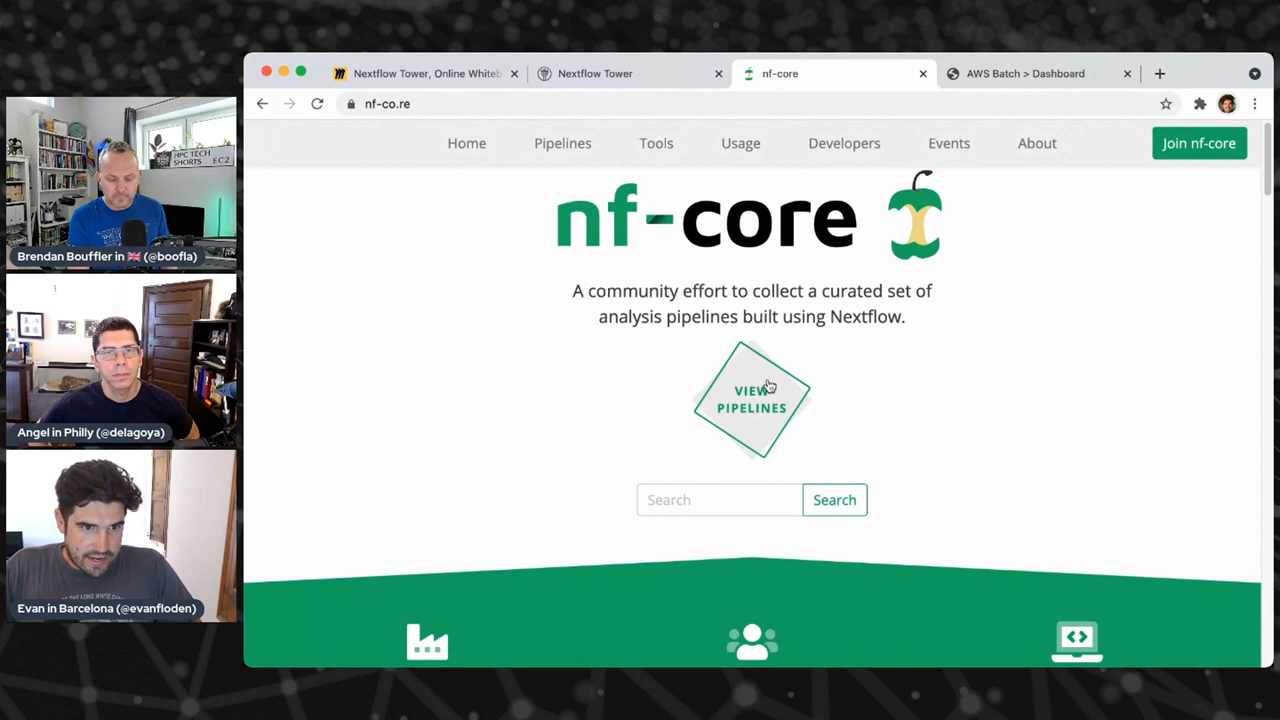 HPC TECH
SHORTS EC2
Brendan Bouffler in 🇬🇧 (@boofla)
Angel in Philly (@delagoya)
Evan in Barcelona (@evanfloden)
Nextflow Tower, Online Whiteb
Nextflow Tower
nf-core
AWS Batch > Dashboard
nf-co.re
Home
Pipelines
Tools
Usage
Developers
Events
About
Join nf-core
nf-core
A community effort to collect a curated set of
analysis pipelines built using Nextflow.
VIEW
PIPELINES
Search
Search